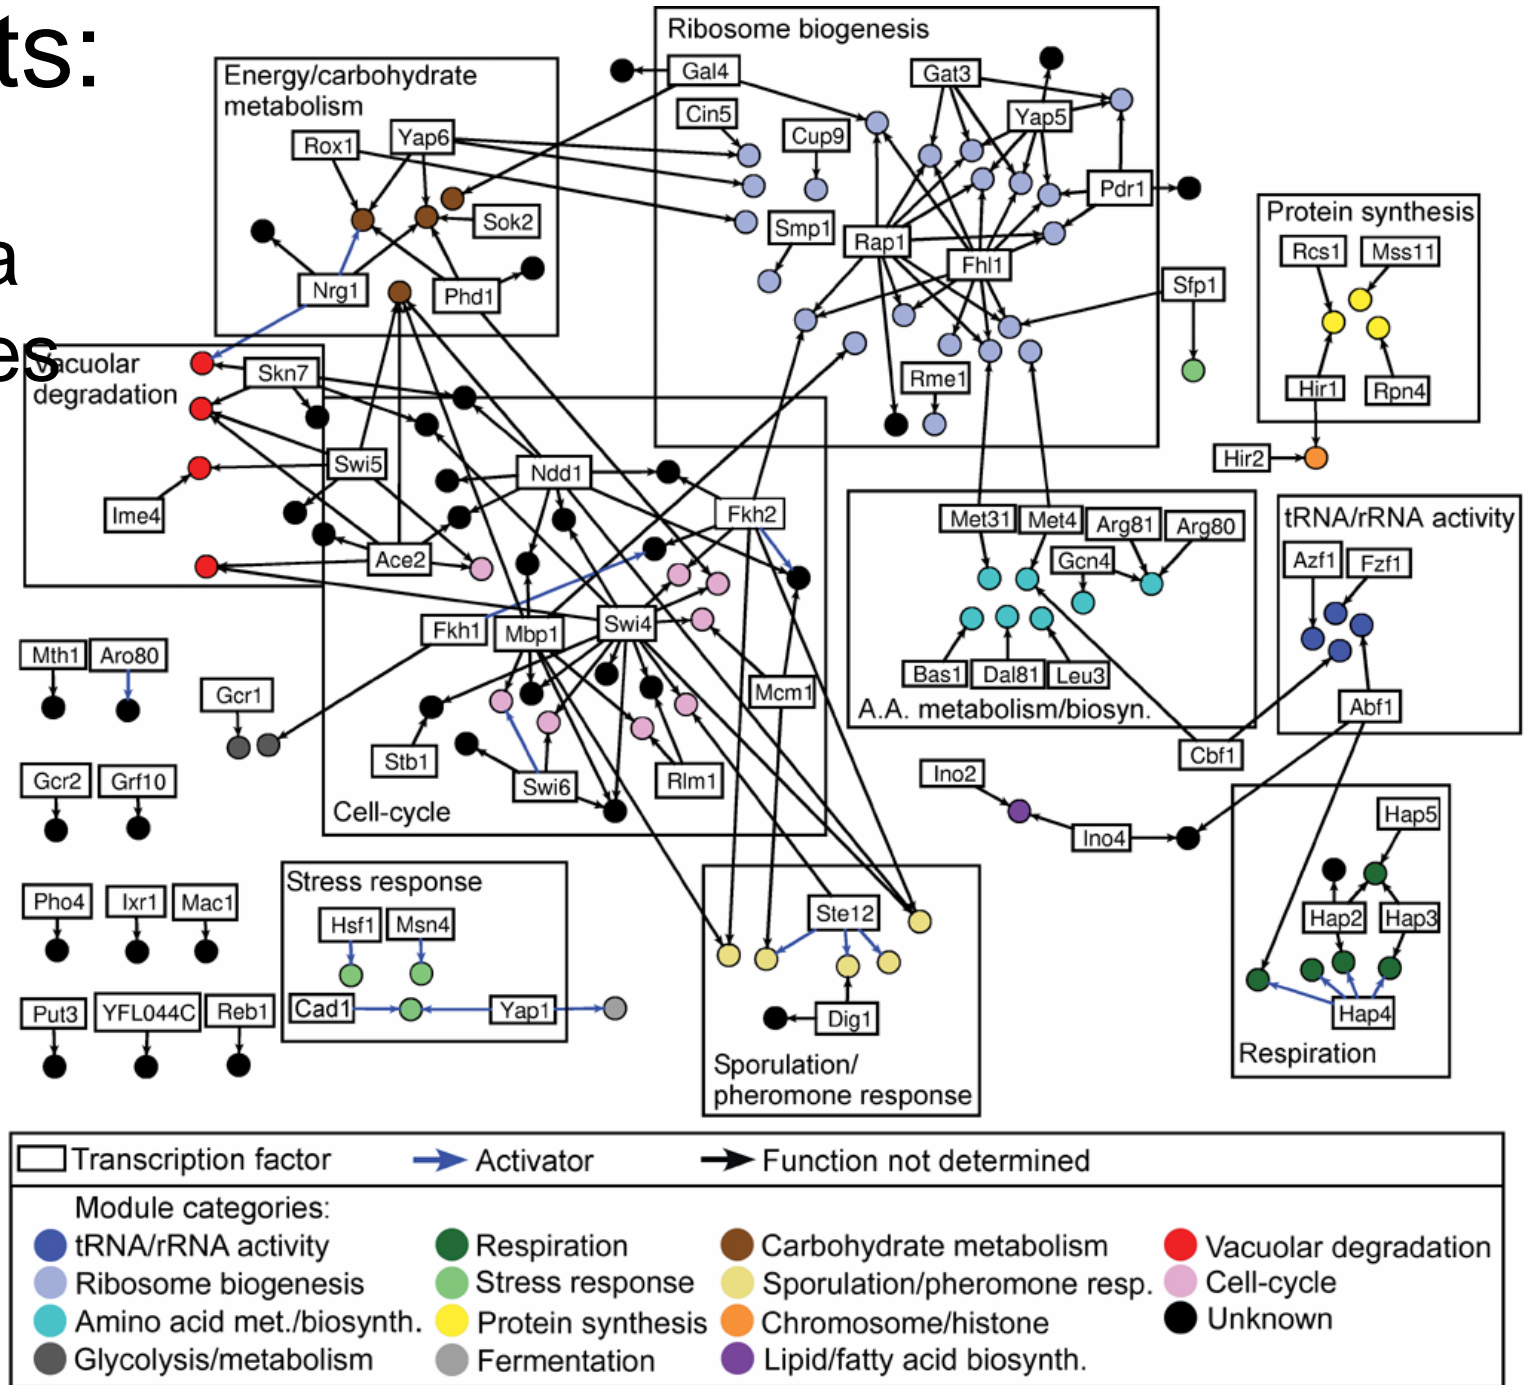 ts:
a
es
Ribosome biogenesis
Gal4
Gat3
Cin5
Cup9
Yap5
Pdr1
Smp1
Rap1
Fhl1
Rme1
Sfp1
Energy/carbohydrate
metabolism
Rox1
Yap6
Sok2
Nrg1
Phd1
Protein synthesis
Rcs1
Mss11
Hir1
Rpn4
Hir2
Vacuolar
degradation
Skn7
Swi5
Ime4
Ace2
Ndd1
Fkh2
Fkh1
Mbp1
Swi4
Mcm1
Stb1
Swi6
Rlm1
Cell-cycle
Met31
Met4
Arg81
Arg80
Gcn4
Bas1
Dal81
Leu3
A.A. metabolism/biosyn.
tRNA/rRNA activity
Azf1
Fzf1
Abf1
Cbf1
Ino2
Ino4
Mth1
Aro80
Gcr1
Gcr2
Grf10
Pho4
Ixr1
Mac1
Put3
YFL044C
Reb1
Stress response
Hsf1
Msn4
Cad1
Yap1
Ste12
Dig1
Sporulation/
pheromone response
Hap5
Hap2
Hap3
Hap4
Respiration
Transcription factor
Activator
Function not determined
Module categories:
tRNA/rRNA activity
Respiration
Carbohydrate metabolism
Vacuolar degradation
Ribosome biogenesis
Stress response
Sporulation/pheromone resp.
Cell-cycle
Amino acid met./biosynth.
Protein synthesis
Chromosome/histone
Unknown
Glycolysis/metabolism
Fermentation
Lipid/fatty acid biosynth.